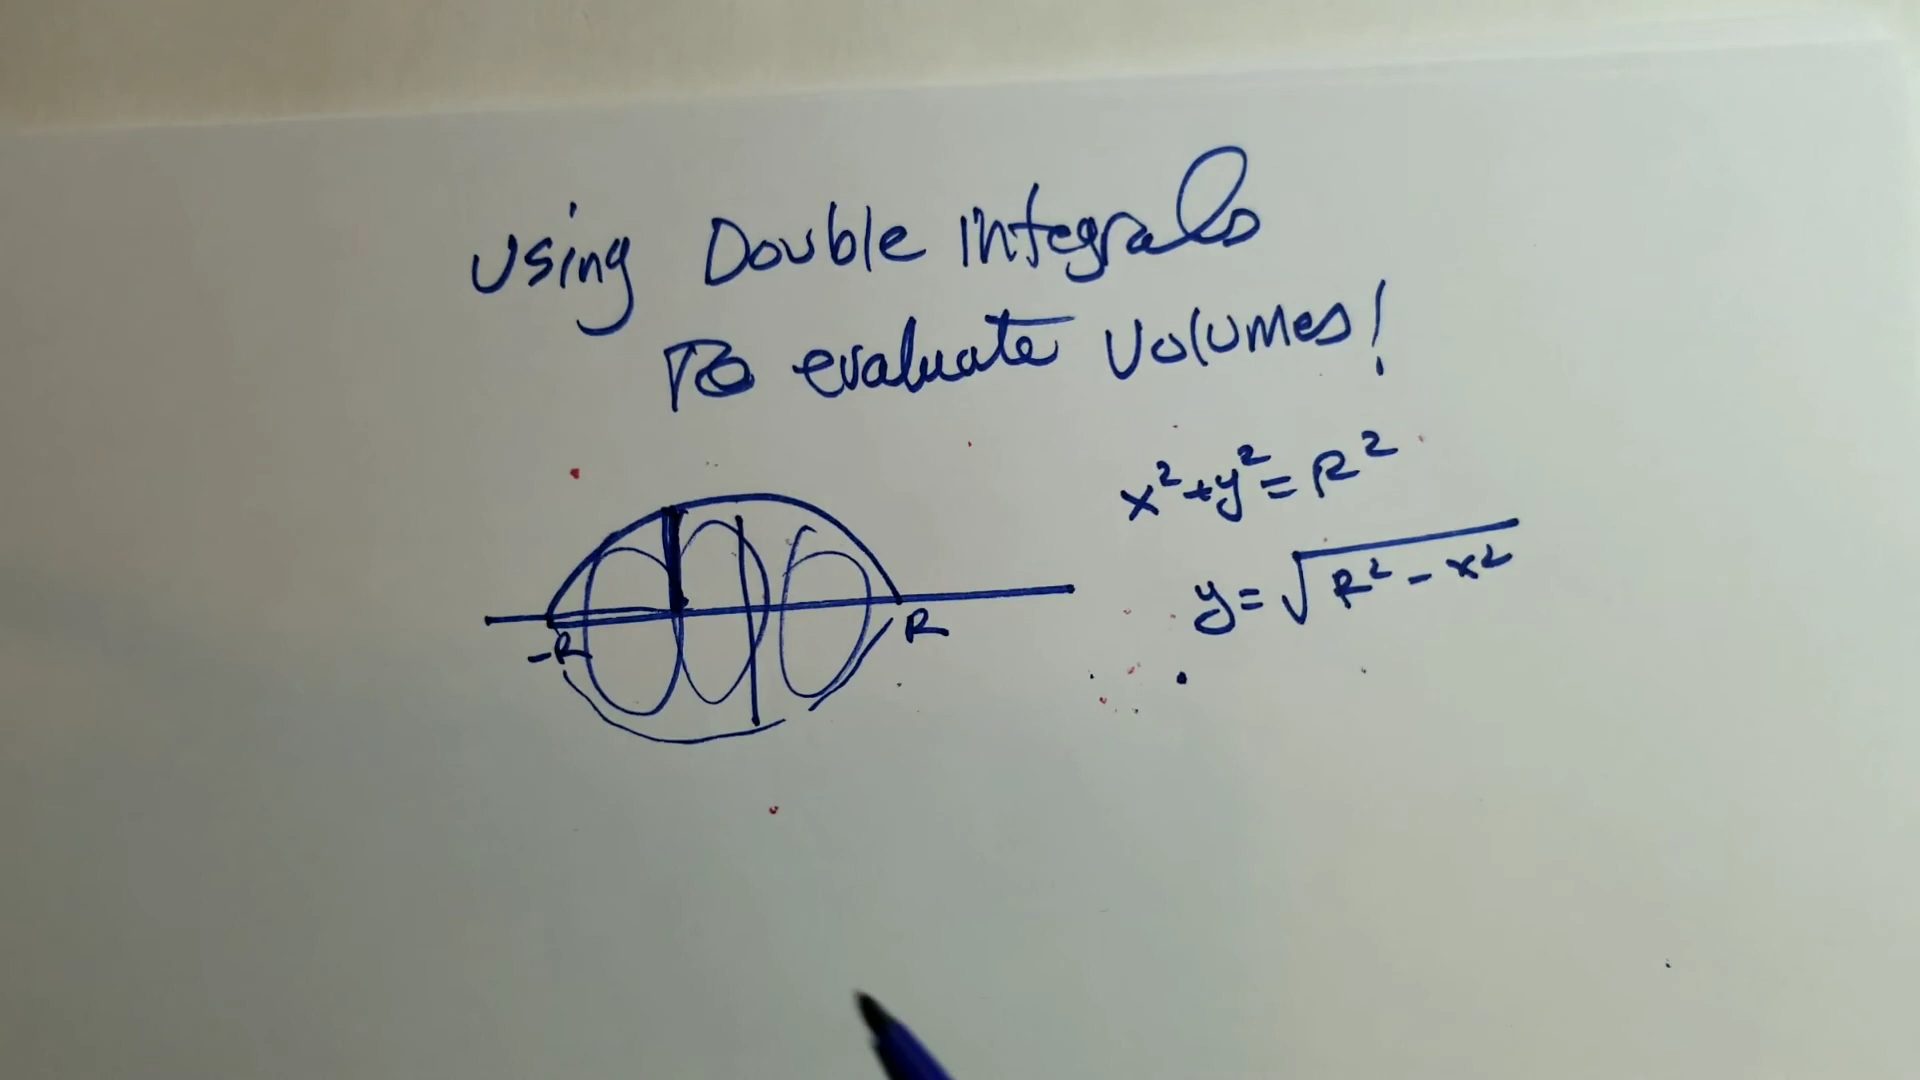 Using Double integrals
To evaluate Volumes!
x²+y²=R²
y=√R²-x²
-R
R